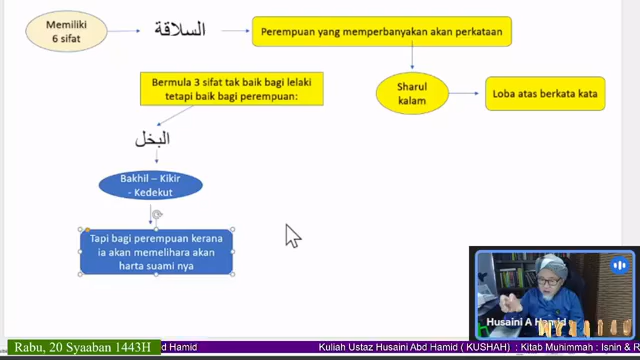 Memiliki
6 sifat
السلاقة
Perempuan yang memperbanyakan akan perkataan
Bermula 3 sifat tak baik bagi lelaki
tetapi baik bagi perempuan:
Sharul
kalam
Loba atas berkata kata
البخل
Bakhil – Kikir
- Kedekut
Tapi bagi perempuan kerana
ia akan memelihara akan
harta suami nya
Husaini A Hamid
Rabu, 20 Syaaban 1443H
bd Hamid
Kuliah Ustaz Husaini Abd Hamid ( KUSHAH) : Kitab Muhimmah : Isnin & R